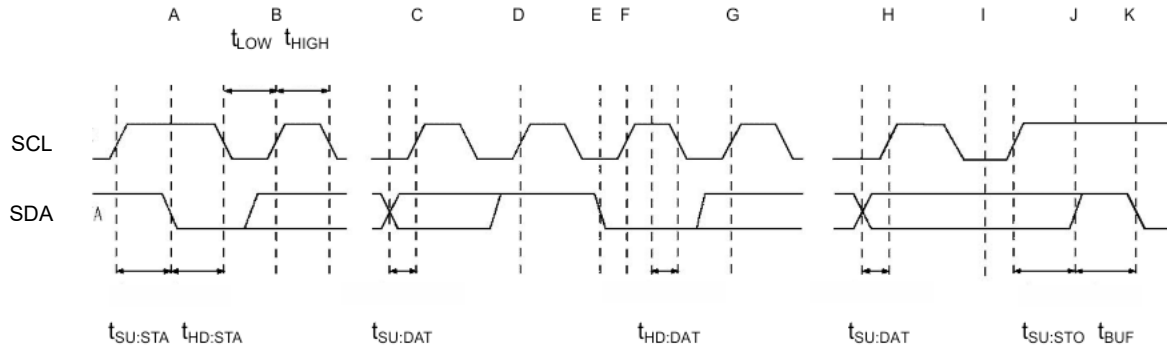 A B C D E F G H I J K
tLOW tHIGH
SCL
SDA A
tSU:STA tHD:STA tSU:DAT tHD:DAT tSU:DAT tSU:STO tBUF